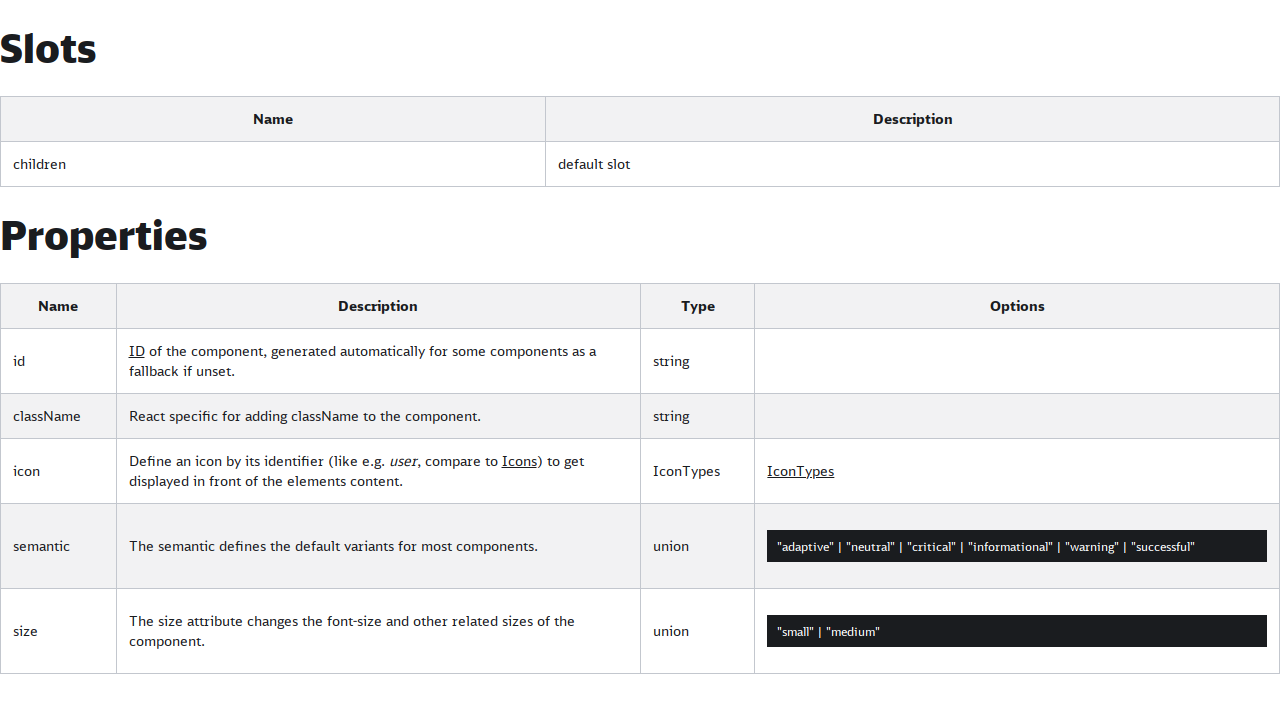 Slots
Name Description
children default slot
Properties
Name Description Type Options
id ID of the component, generated automatically for some components as a fallback if unset. string
className React specific for adding className to the component. string
icon Define an icon by its identifier (like e.g. user, compare to Icons) to get displayed in front of the elements content. IconTypes IconTypes
semantic The semantic defines the default variants for most components. union "adaptive" | "neutral" | "critical" | "informational" | "warning" | "successful"
size The size attribute changes the font-size and other related sizes of the component. union "small" | "medium"